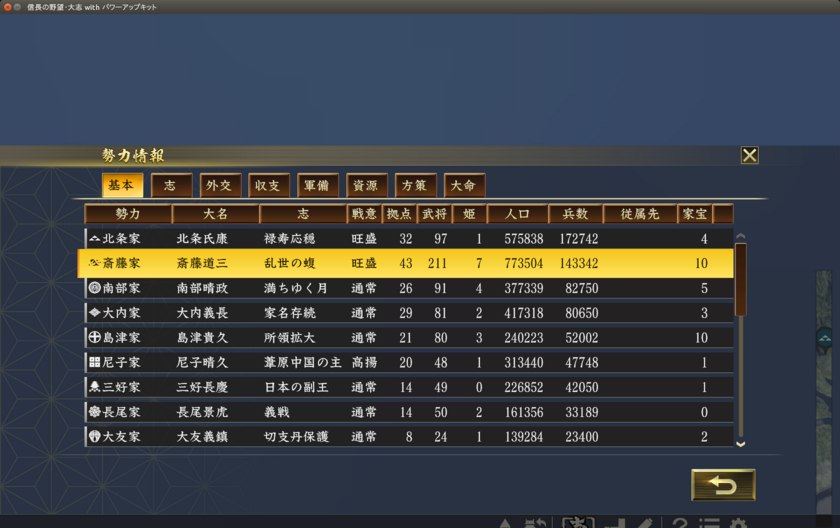 信長の野望・大志 with パワーアップキット
勢力情報
基本 志 外交 収支 軍備 資源 方策 大命
勢力 大名 志 戦意 拠点 武将 姫 人口 兵数 従属先 家宝
北条家 北条氏康 禄寿応穏 旺盛 32 97 1 575838 172742 4
斎藤家 斎藤道三 乱世の蝮 旺盛 43 211 7 773504 143342 10
南部家 南部晴政 満ちゆく月 通常 26 91 4 377339 82750 5
大内家 大内義長 家名存続 通常 29 81 2 417318 80650 3
島津家 島津貴久 所領拡大 通常 21 80 3 240223 52002 10
尼子家 尼子晴久 葦原中国の主 高揚 20 48 1 313440 47748 1
三好家 三好長慶 日本の副王 通常 14 49 0 226852 42050 1
長尾家 長尾景虎 義戦 通常 14 50 2 161356 33189 0
大友家 大友義鎮 切支丹保護 通常 8 24 1 139284 23400 2